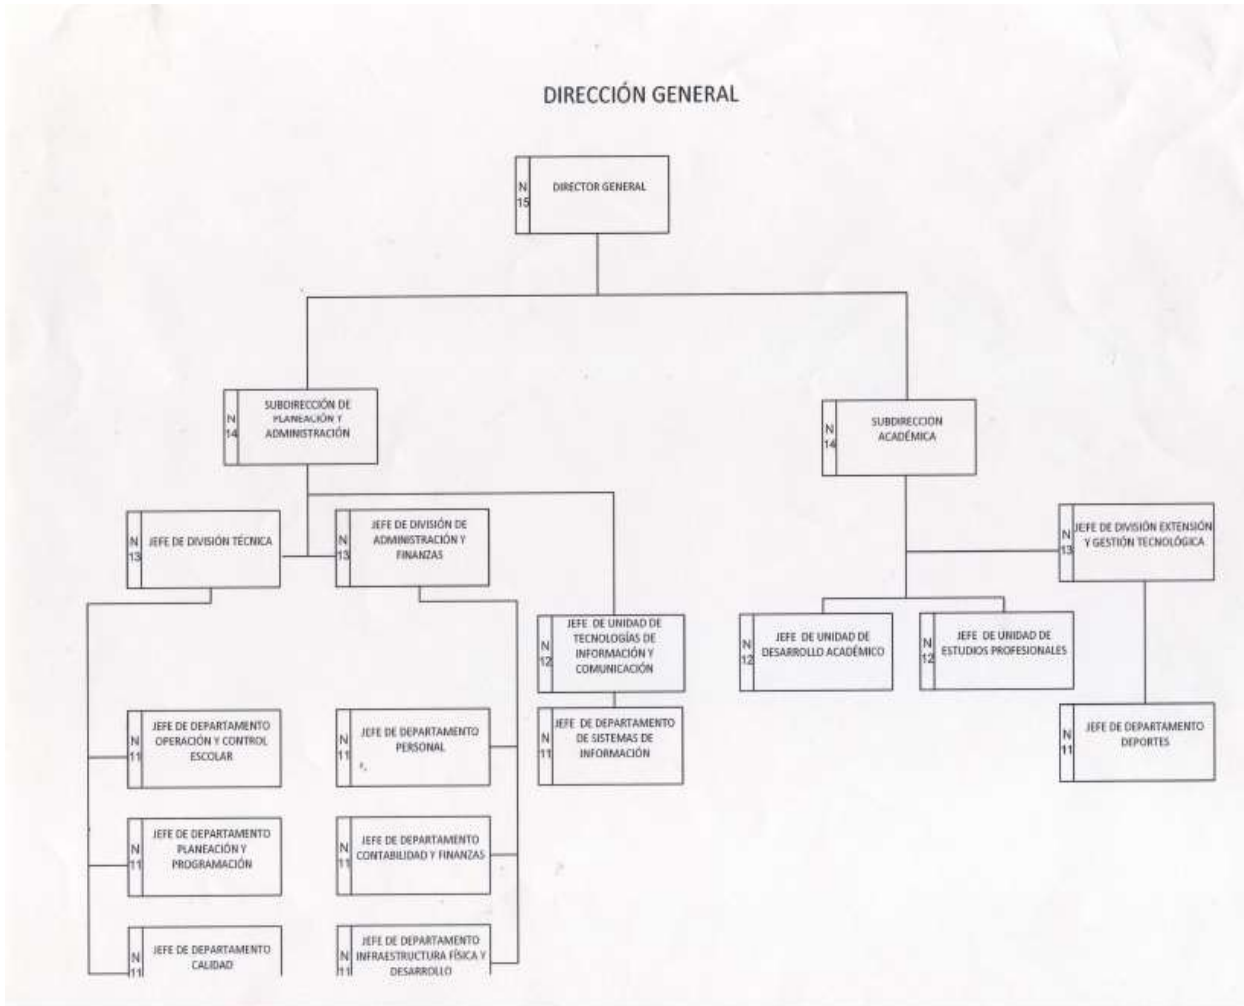 DIRECCIÓN GENERAL
N
15
DIRECTOR GENERAL
N
14
SUBDIRECCIÓN DE
PLANEACIÓN Y
ADMINISTRACIÓN
N
14
SUBDIRECCION
ACADÉMICA
N
13
JEFE DE DIVISIÓN TÉCNICA
N
13
JEFE DE DIVISIÓN DE
ADMINISTRACIÓN Y
FINANZAS
N
13
JEFE DE DIVISIÓN EXTENSIÓN
Y GESTIÓN TECNOLÓGICA
N
12
JEFE DE UNIDAD DE
TECNOLOGÍAS DE
INFORMACIÓN Y
COMUNICACIÓN
N
12
JEFE DE UNIDAD DE
DESARROLLO ACADÉMICO
N
12
JEFE DE UNIDAD DE
ESTUDIOS PROFESIONALES
N
11
JEFE DE DEPARTAMENTO
OPERACIÓN Y CONTROL
ESCOLAR
N
11
JEFE DE DEPARTAMENTO
PERSONAL
N
11
JEFE DE DEPARTAMENTO
DE SISTEMAS DE
INFORMACIÓN
N
11
JEFE DE DEPARTAMENTO
DEPORTES
N
11
JEFE DE DEPARTAMENTO
PLANEACIÓN Y
PROGRAMACIÓN
N
11
JEFE DE DEPARTAMENTO
CONTABILIDAD Y FINANZAS
N
11
JEFE DE DEPARTAMENTO
CALIDAD
N
11
JEFE DE DEPARTAMENTO
INFRAESTRUCTURA FÍSICA Y
DESARROLLO